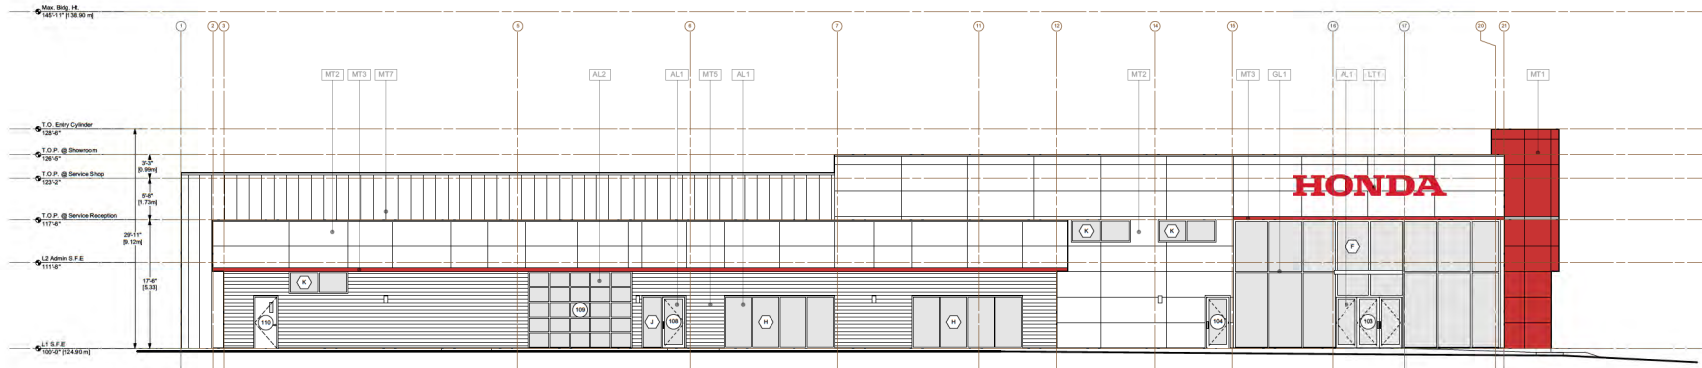 Max. Bldg. Ht.
145'-11" [138.90 m]
1 2 3 5 6 7 11 12 14 15 16 17 20 21
MT2 MT3 MT7 AL2 AL1 MT5 AL1 MT2 MT3 GL1 AL1 LT1 MT1
T.O. Entry Cylinder
128'-6"
T.O.P. @ Showroom
126'-5"
3'-3"
[0.99m]
T.O.P. @ Service Shop
123'-2"
HONDA
5'-8"
[1.73m]
T.O.P. @ Service Reception
117'-6"
29'-11"
[9.12m]
K K F
L2 Admin S.F.E
111'-8"
17'-6"
[5.33]
K
110 109 J 108 H H 104 103
L1 S.F.E
100'-0" [124.90 m]